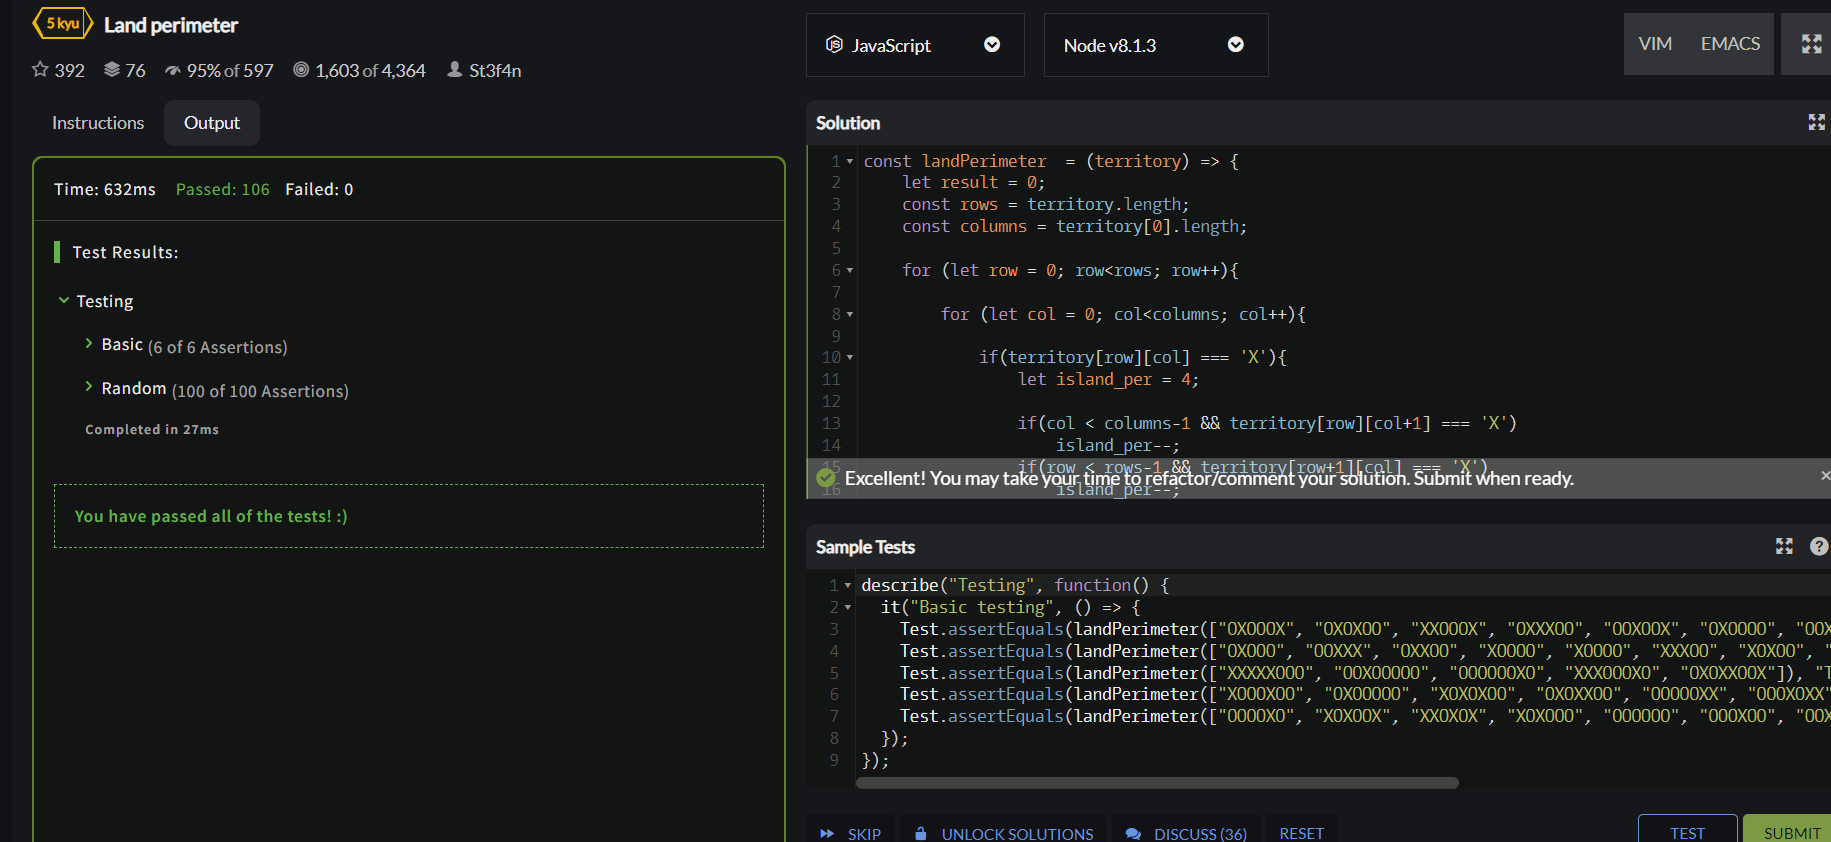 5 kyu Land perimeter
392 76 95% of 597 1,603 of 4,364 St3f4n
Instructions Output
Time: 632ms Passed: 106 Failed: 0
Test Results:
Testing
Basic (6 of 6 Assertions)
Random (100 of 100 Assertions)
Completed in 27ms
You have passed all of the tests! :)
JavaScript Node v8.1.3 VIM EMACS
Solution
1 const landPerimeter = (territory) => {
2 let result = 0;
3 const rows = territory.length;
4 const columns = territory[0].length;
5
6 for (let row = 0; row<rows; row++){
7
8 for (let col = 0; col<columns; col++){
9
10 if(territory[row][col] === 'X'){
11 let island_per = 4;
12
13 if(col < columns-1 && territory[row][col+1] === 'X')
14 island_per--;
15 if(row < rows-1 && territory[row+1][col] === 'X')
Excellent! You may take your time to refactor/comment your solution. Submit when ready.
16 island_per--;
Sample Tests
1 describe("Testing", function() {
2 it("Basic testing", () => {
3 Test.assertEquals(landPerimeter(["OXOOOX", "OXOXOO", "XXOOOX", "OXXXOO", "OOXOOX", "OXOOOO", "OOX
4 Test.assertEquals(landPerimeter(["OXOOO", "OOXXX", "OXXOO", "XOOOO", "XOOOO", "XXXOO", "XOXOO", "
5 Test.assertEquals(landPerimeter(["XXXXXOOO", "OOXOOOOO", "OOOOOOXO", "XXXOOOXO", "OXOXXOOX"]), "T
6 Test.assertEquals(landPerimeter(["XOOOXOO", "OXOOOOO", "XOXOXOO", "OXOXXOO", "OOOOOXX", "OOOXOXX"
7 Test.assertEquals(landPerimeter(["OOOOXO", "XOXOOX", "XXOXOX", "XOXOOO", "OOOOOO", "OOOXOO", "OOX
8 });
9 });
SKIP UNLOCK SOLUTIONS DISCUSS (36) RESET TEST SUBMIT